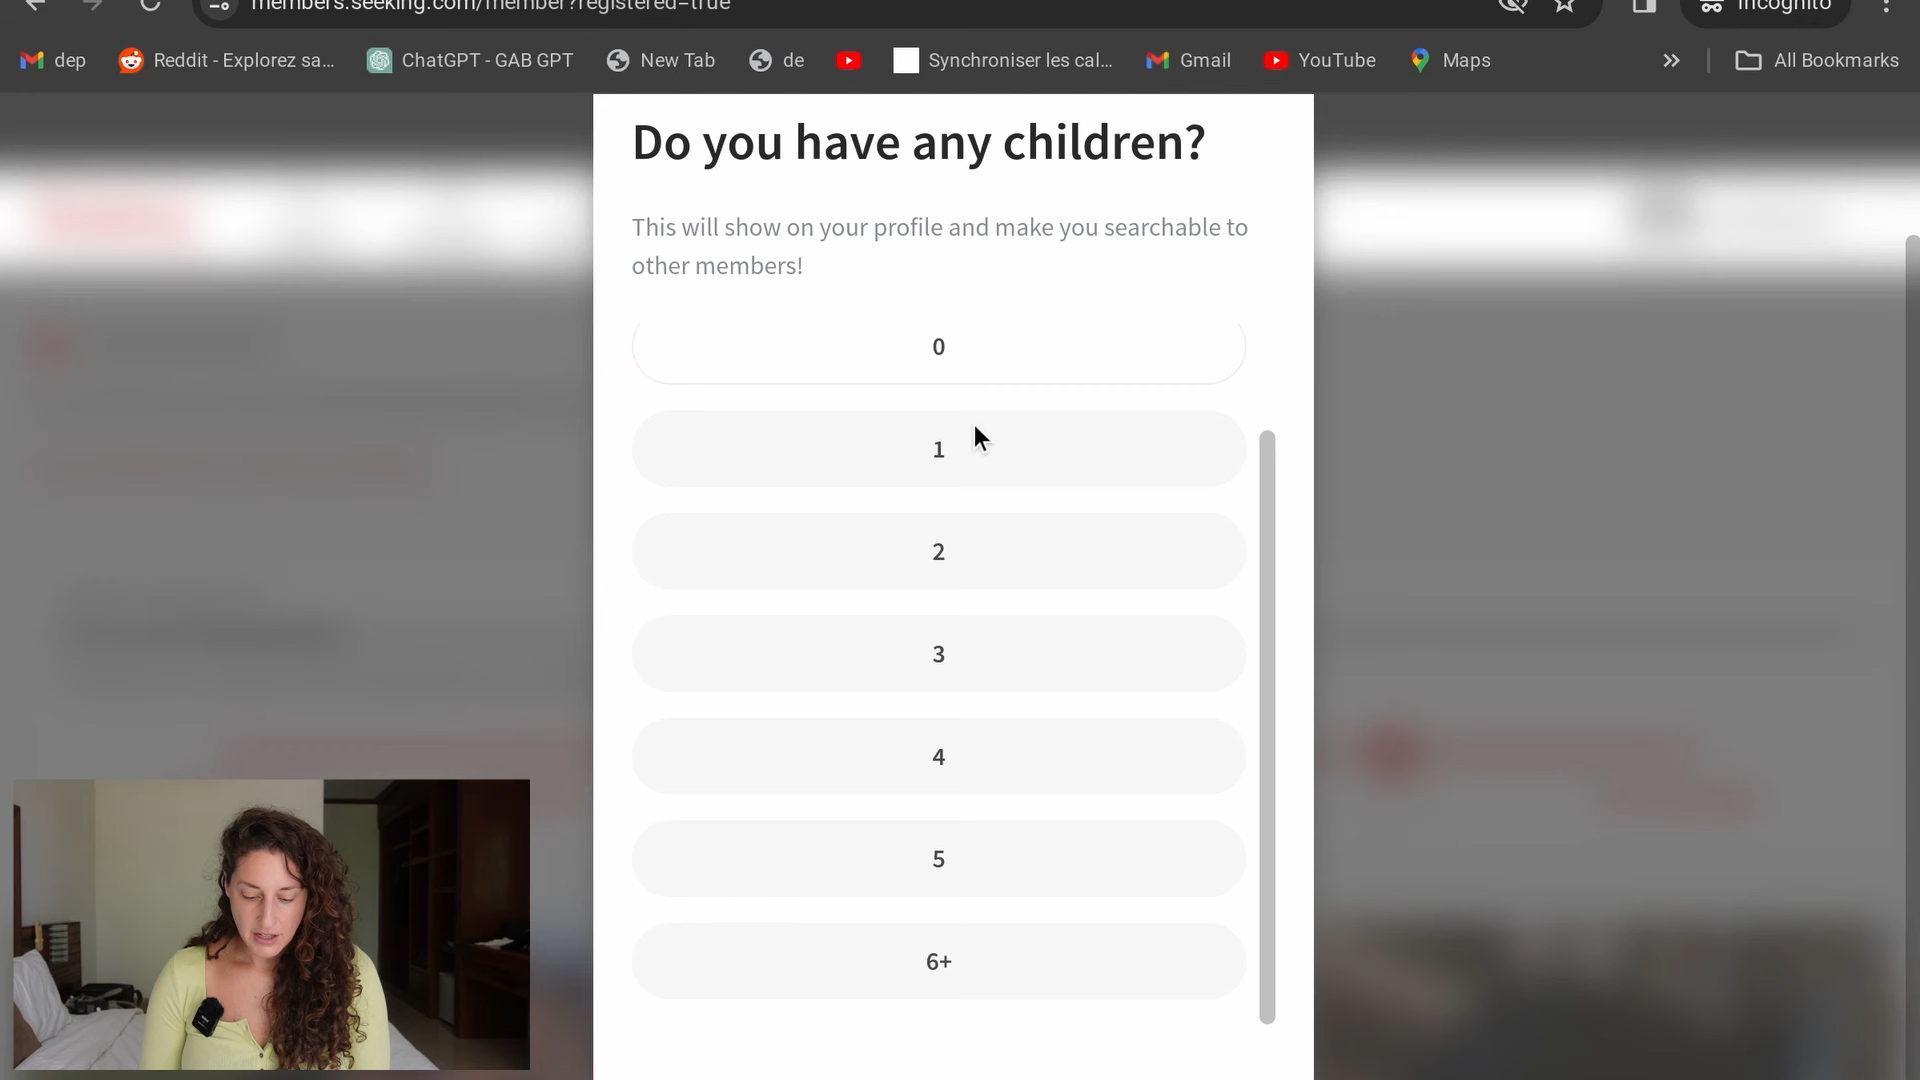 members.seeking.com/member?registered=true
Incognito
dep
Reddit - Explorez sa...
ChatGPT - GAB GPT
New Tab
de
Synchroniser les cal...
Gmail
YouTube
Maps
All Bookmarks
Do you have any children?
This will show on your profile and make you searchable to
other members!
0
1
2
3
4
5
6+